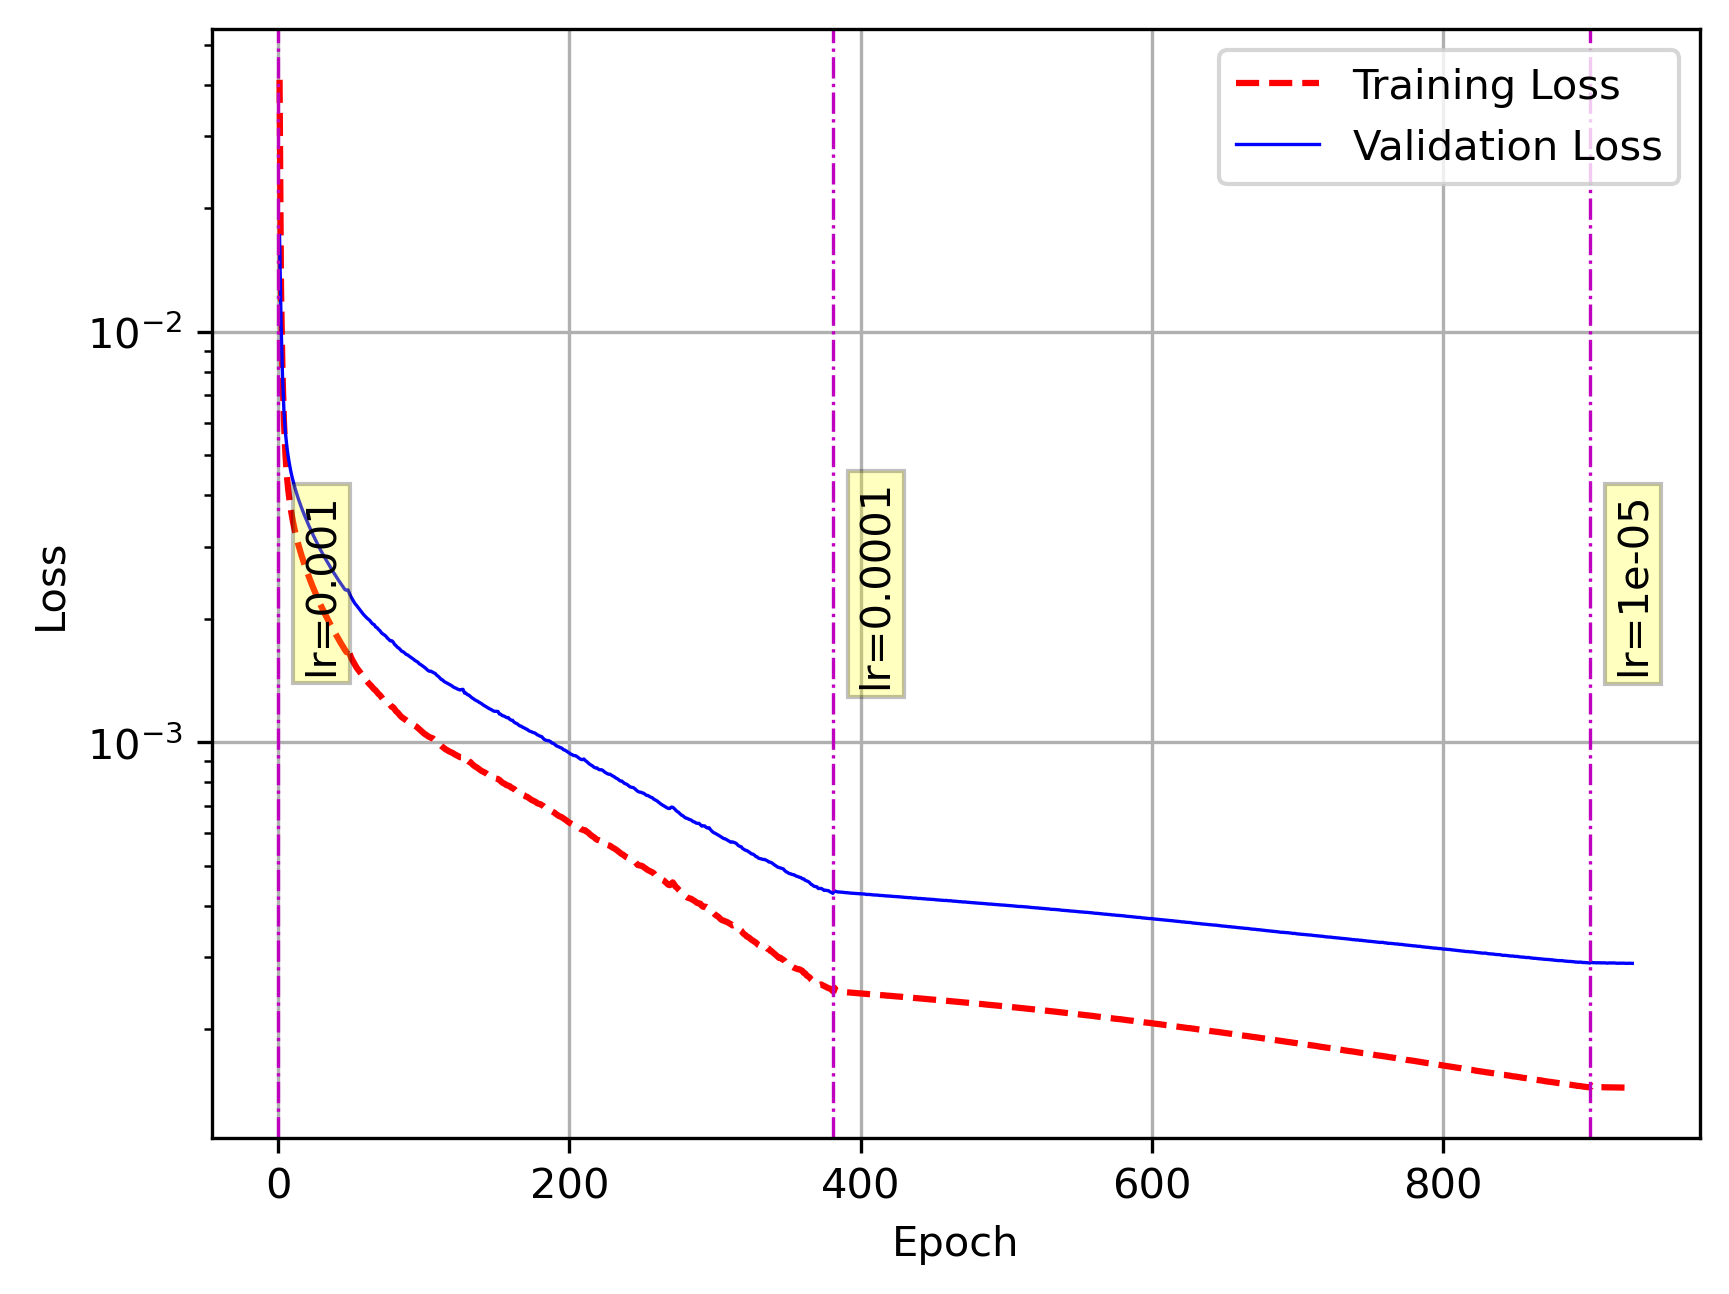 Training Loss
Validation Loss
10⁻²
10⁻³
Loss
lr=0.001
lr=0.0001
lr=1e-05
0 200 400 600 800
Epoch